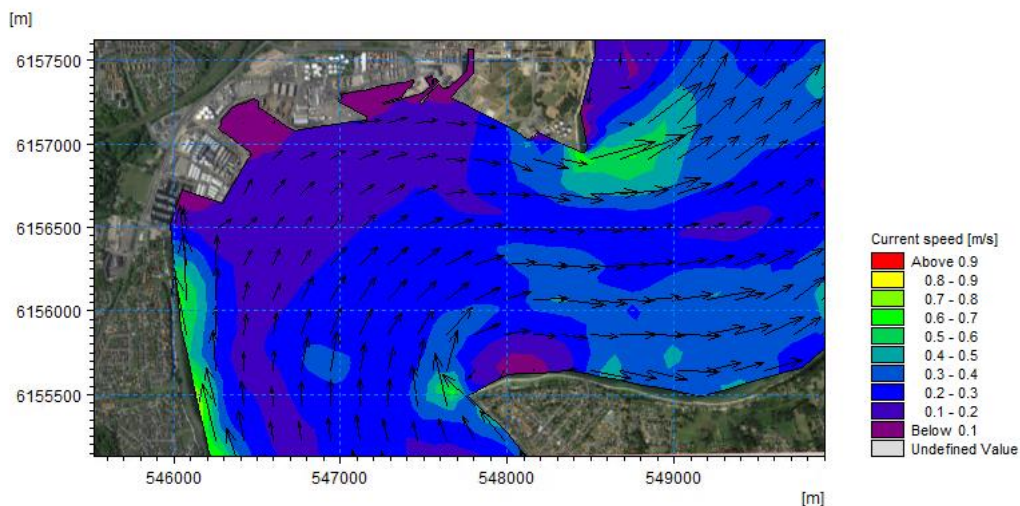 [m]
6157500
6157000
6156500
6156000
6155500
546000
547000
548000
549000
[m]
Current speed [m/s]
Above 0.9
0.8 - 0.9
0.7 - 0.8
0.6 - 0.7
0.5 - 0.6
0.4 - 0.5
0.3 - 0.4
0.2 - 0.3
0.1 - 0.2
Below 0.1
Undefined Value